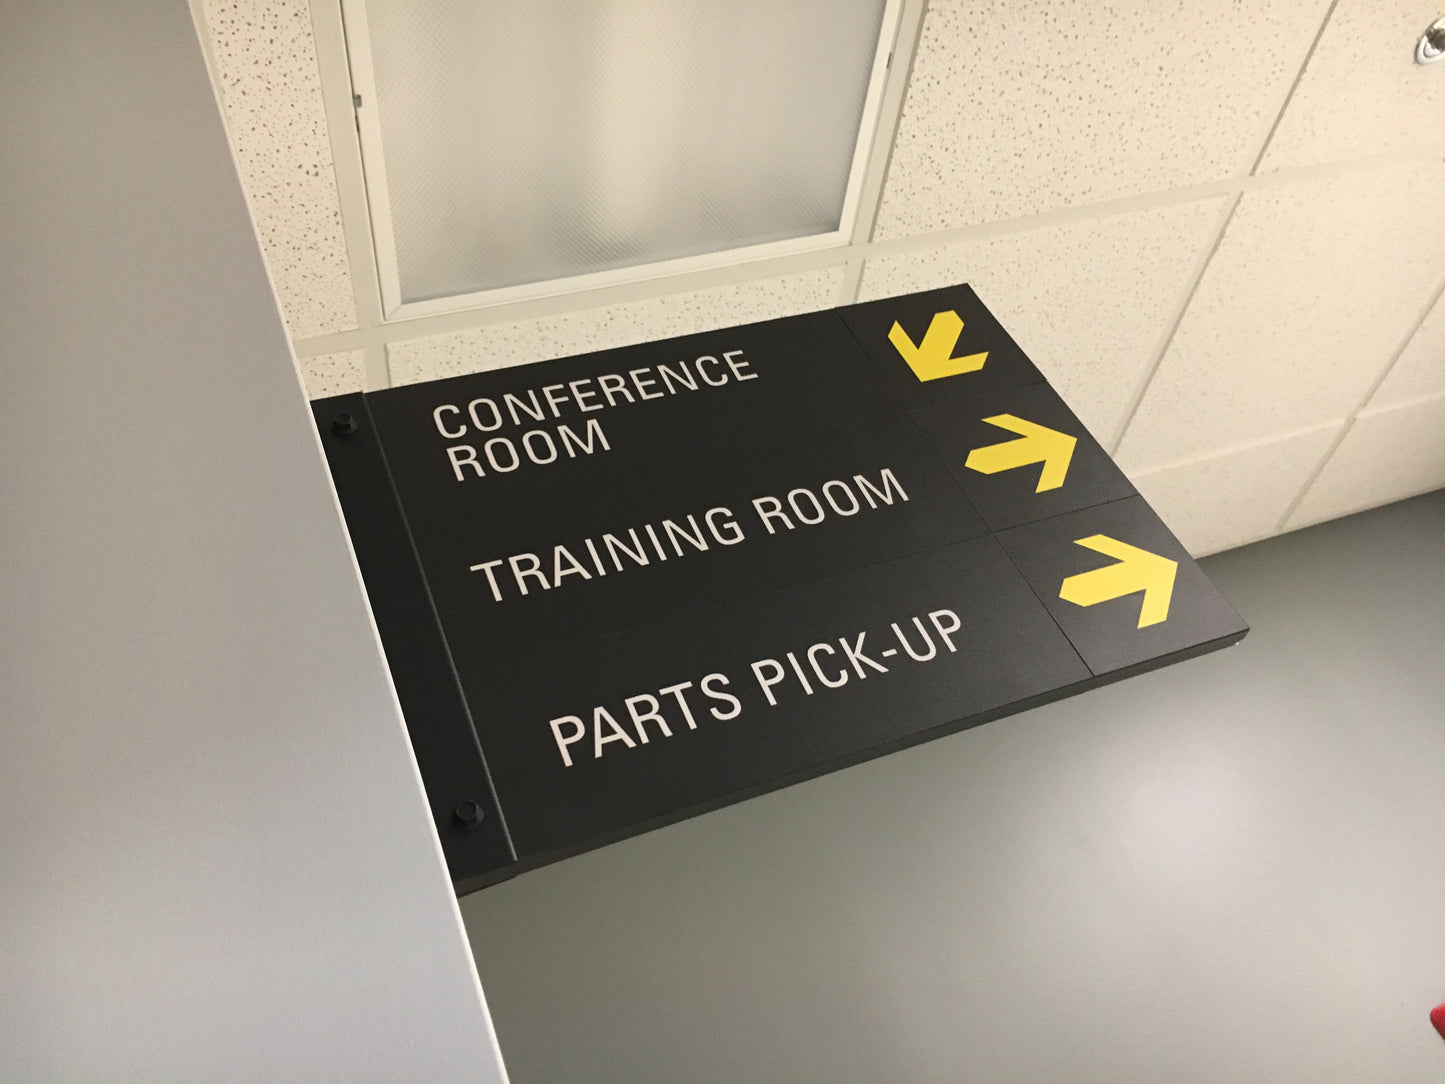 CONFERENCE
ROOM
TRAINING ROOM
PARTS PICK-UP